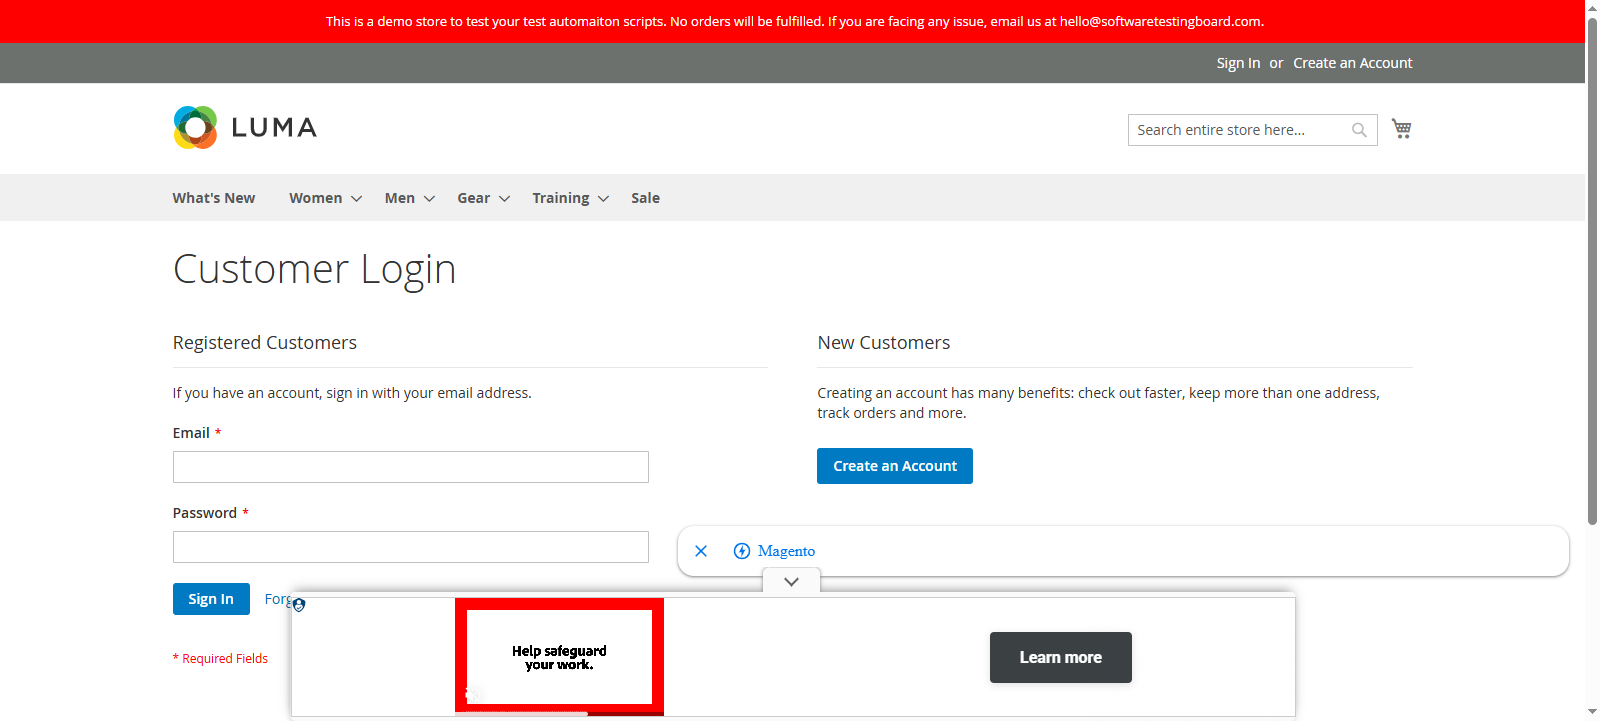 This is a demo store to test your test automaiton scripts. No orders will be fulfilled. If you are facing any issue, email us at hello@softwaretestingboard.com.
Sign In or Create an Account
LUMA
Search entire store here...
What's New Women Men Gear Training Sale
Customer Login
Registered Customers
If you have an account, sign in with your email address.
Email *
Password *
Sign In
* Required Fields
New Customers
Creating an account has many benefits: check out faster, keep more than one address,
track orders and more.
Create an Account
Magento
Help safeguard
your work.
Learn more